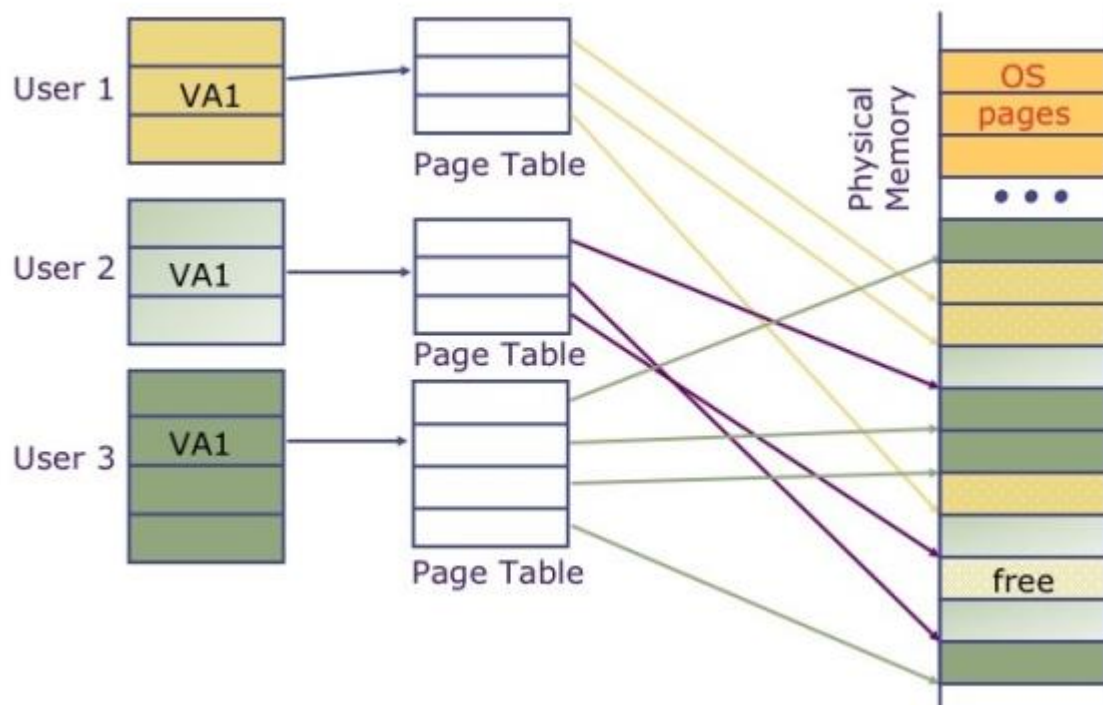 User 1
VA1
Page Table
User 2
VA1
Page Table
User 3
VA1
Page Table
Physical
Memory
OS
pages
• • •
free